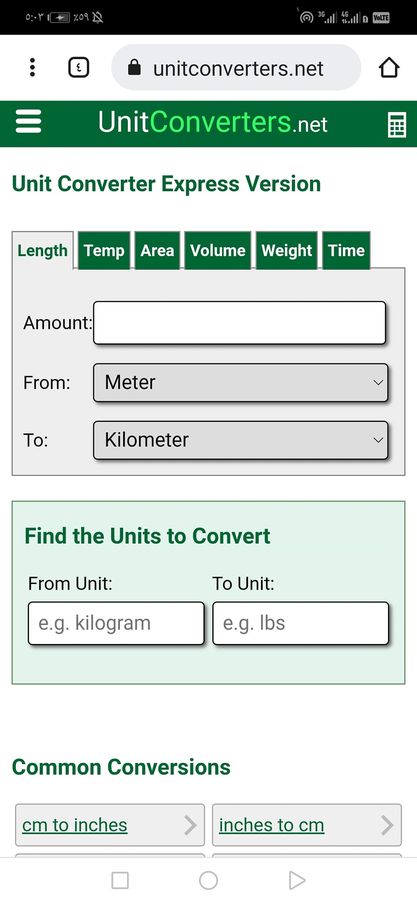 ٥:٠٢ ٪٥٩ 3G 4G VoLTE
٤ unitconverters.net
UnitConverters.net
Unit Converter Express Version
Length Temp Area Volume Weight Time
Amount:
From: Meter
To: Kilometer
Find the Units to Convert
From Unit: To Unit:
e.g. kilogram e.g. lbs
Common Conversions
cm to inches inches to cm